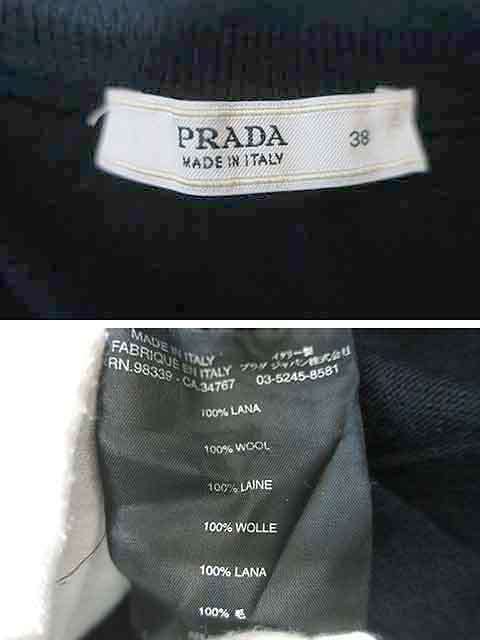 PRADA
MADE IN ITALY
38
MADE IN ITALY
FABRIQUE EN ITALY
RN.98339 - CA.34767
イタリー製
プラダ ジャパン株式会社
03-5245-8581
100% LANA
100% WOOL
100% LAINE
100% WOLLE
100% LANA
100% 毛